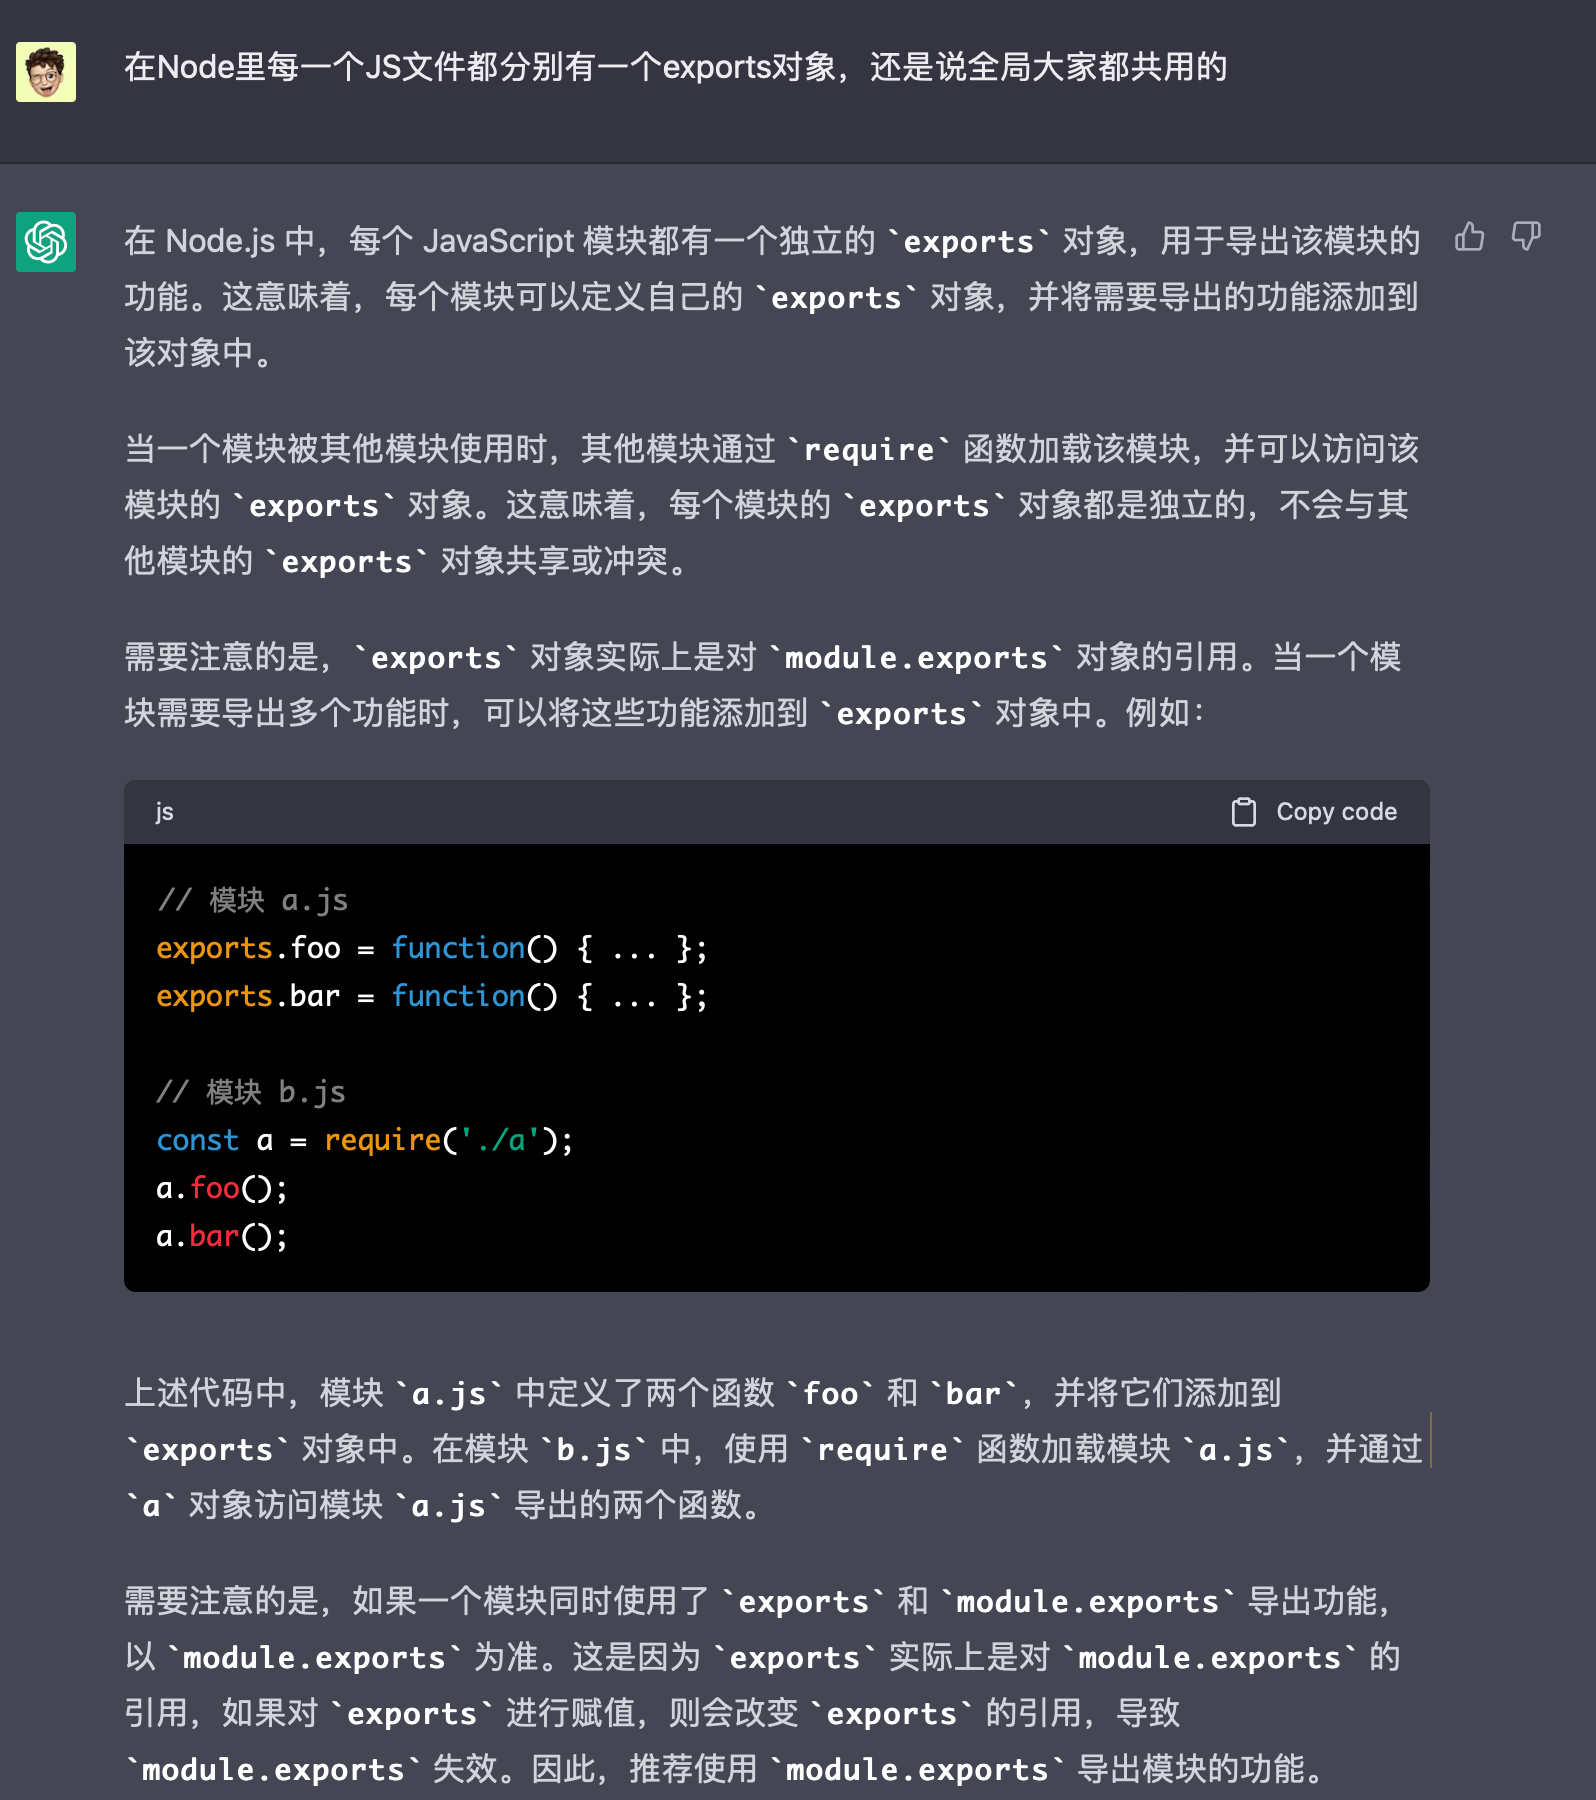 在Node里每一个JS文件都分别有一个exports对象，还是说全局大家都共用的
在 Node.js 中，每个 JavaScript 模块都有一个独立的 `exports` 对象，用于导出该模块的
功能。这意味着，每个模块可以定义自己的 `exports` 对象，并将需要导出的功能添加到
该对象中。
当一个模块被其他模块使用时，其他模块通过 `require` 函数加载该模块，并可以访问该
模块的 `exports` 对象。这意味着，每个模块的 `exports` 对象都是独立的，不会与其
他模块的 `exports` 对象共享或冲突。
需要注意的是，`exports` 对象实际上是对 `module.exports` 对象的引用。当一个模
块需要导出多个功能时，可以将这些功能添加到 `exports` 对象中。例如：
js Copy code
// 模块 a.js
exports.foo = function() { ... };
exports.bar = function() { ... };
// 模块 b.js
const a = require('./a');
a.foo();
a.bar();
上述代码中，模块 `a.js` 中定义了两个函数 `foo` 和 `bar`，并将它们添加到
`exports` 对象中。在模块 `b.js` 中，使用 `require` 函数加载模块 `a.js`，并通过
`a` 对象访问模块 `a.js` 导出的两个函数。
需要注意的是，如果一个模块同时使用了 `exports` 和 `module.exports` 导出功能，
以 `module.exports` 为准。这是因为 `exports` 实际上是对 `module.exports` 的
引用，如果对 `exports` 进行赋值，则会改变 `exports` 的引用，导致
`module.exports` 失效。因此，推荐使用 `module.exports` 导出模块的功能。